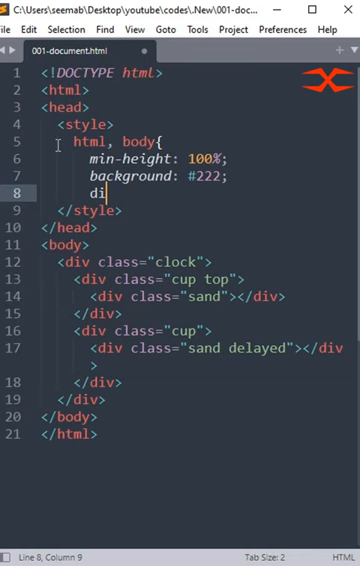 C:\Users\seemab\Desktop\youtube\codes\.New\001-doc...
Edit Selection Find View Goto Tools Project Preferences Help
001-document.html
1 <!DOCTYPE html>
2 <html>
3 <head>
4 <style>
5 html, body{
6 min-height: 100%;
7 background: #222;
8 di
9 </style>
10 </head>
11 <body>
12 <div class="clock">
13 <div class="cup top">
14 <div class="sand"></div>
15 </div>
16 <div class="cup">
17 <div class="sand delayed"></div
>
18 </div>
19 </div>
20 </body>
21 </html>
Line 8, Column 9 Tab Size: 2 HTML